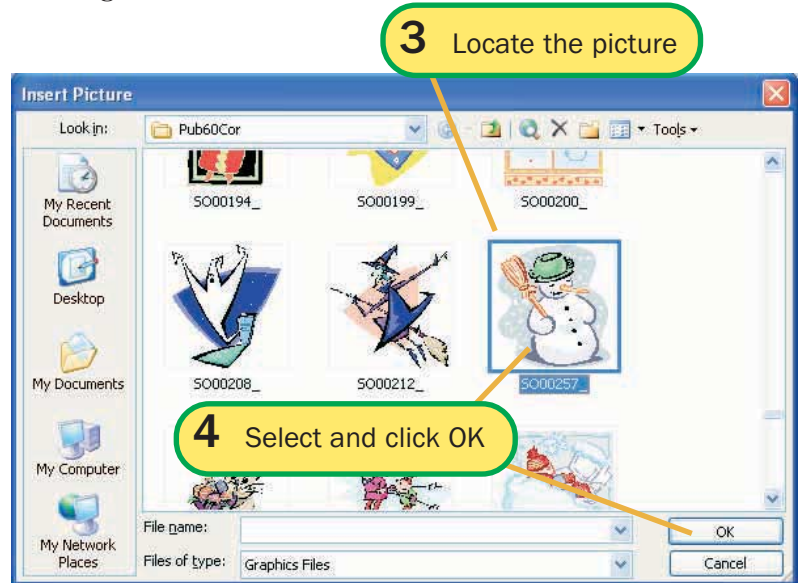 3 Locate the picture
Insert Picture
Look in: Pub60Cor Tools
SO00194_ SO00199_ SO00200_
My Recent
Documents
Desktop
SO00208_ SO00212_ SO00257_
My Documents
4 Select and click OK
My Computer
My Network
Places
File name: OK
Files of type: Graphics Files Cancel